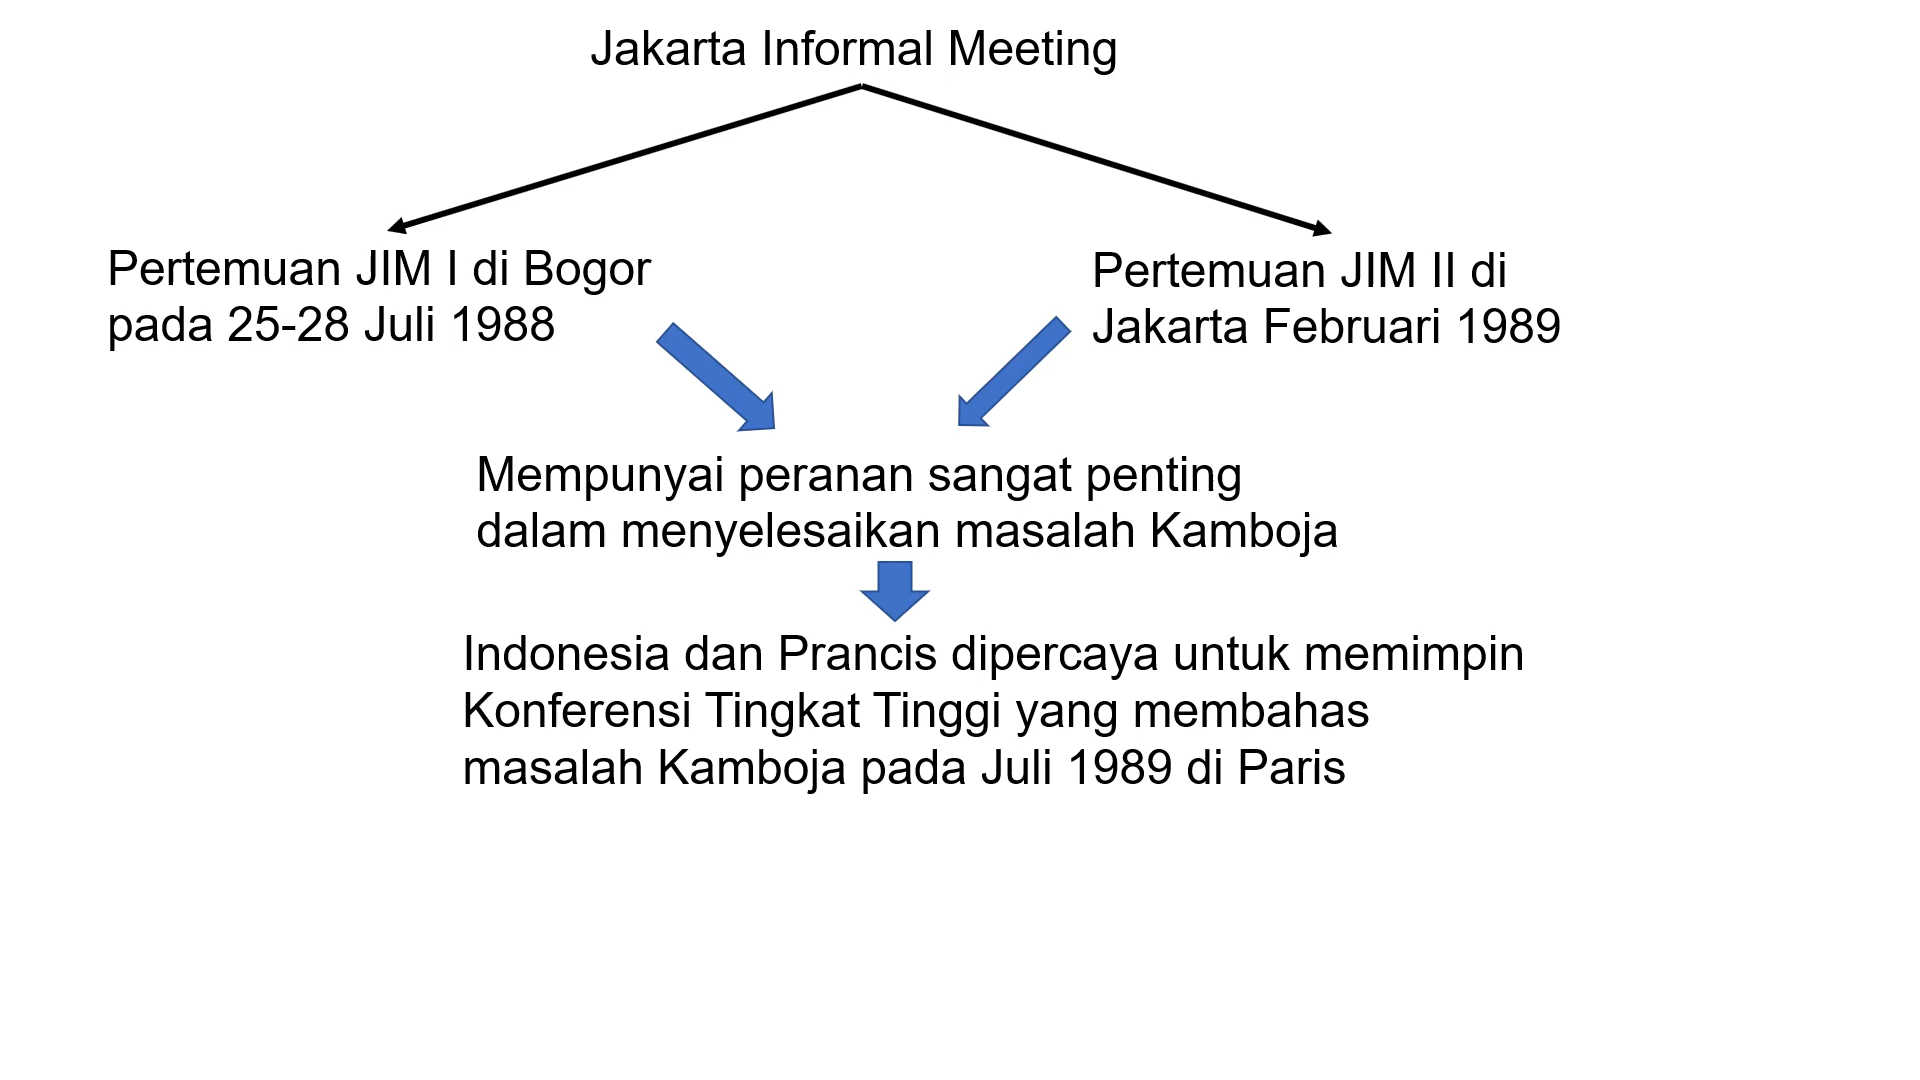 Jakarta Informal Meeting
Pertemuan JIM I di Bogor
pada 25-28 Juli 1988
Pertemuan JIM II di
Jakarta Februari 1989
Mempunyai peranan sangat penting
dalam menyelesaikan masalah Kamboja
Indonesia dan Prancis dipercaya untuk memimpin
Konferensi Tingkat Tinggi yang membahas
masalah Kamboja pada Juli 1989 di Paris